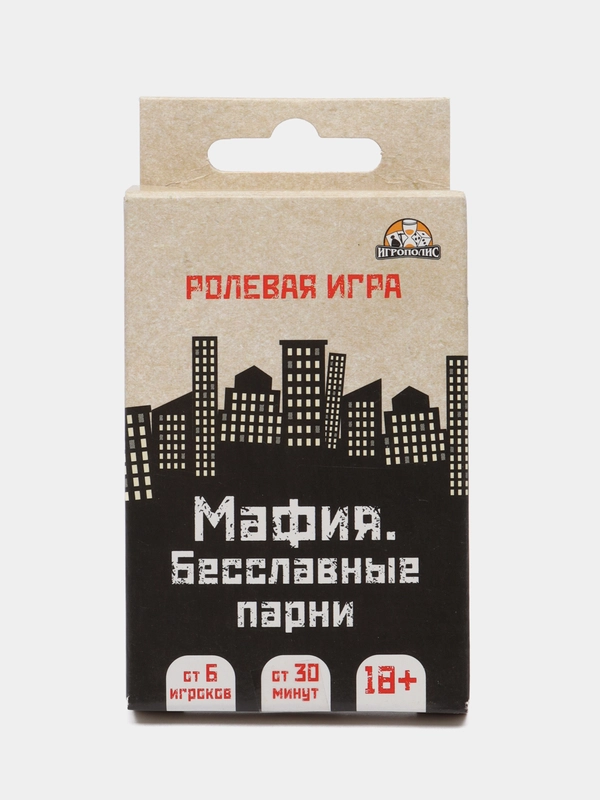 ИГРОПОЛИС
РОЛЕВАЯ ИГРА
Мафия.
Бесславные
парни
от 6
игроков
от 30
минут
18+